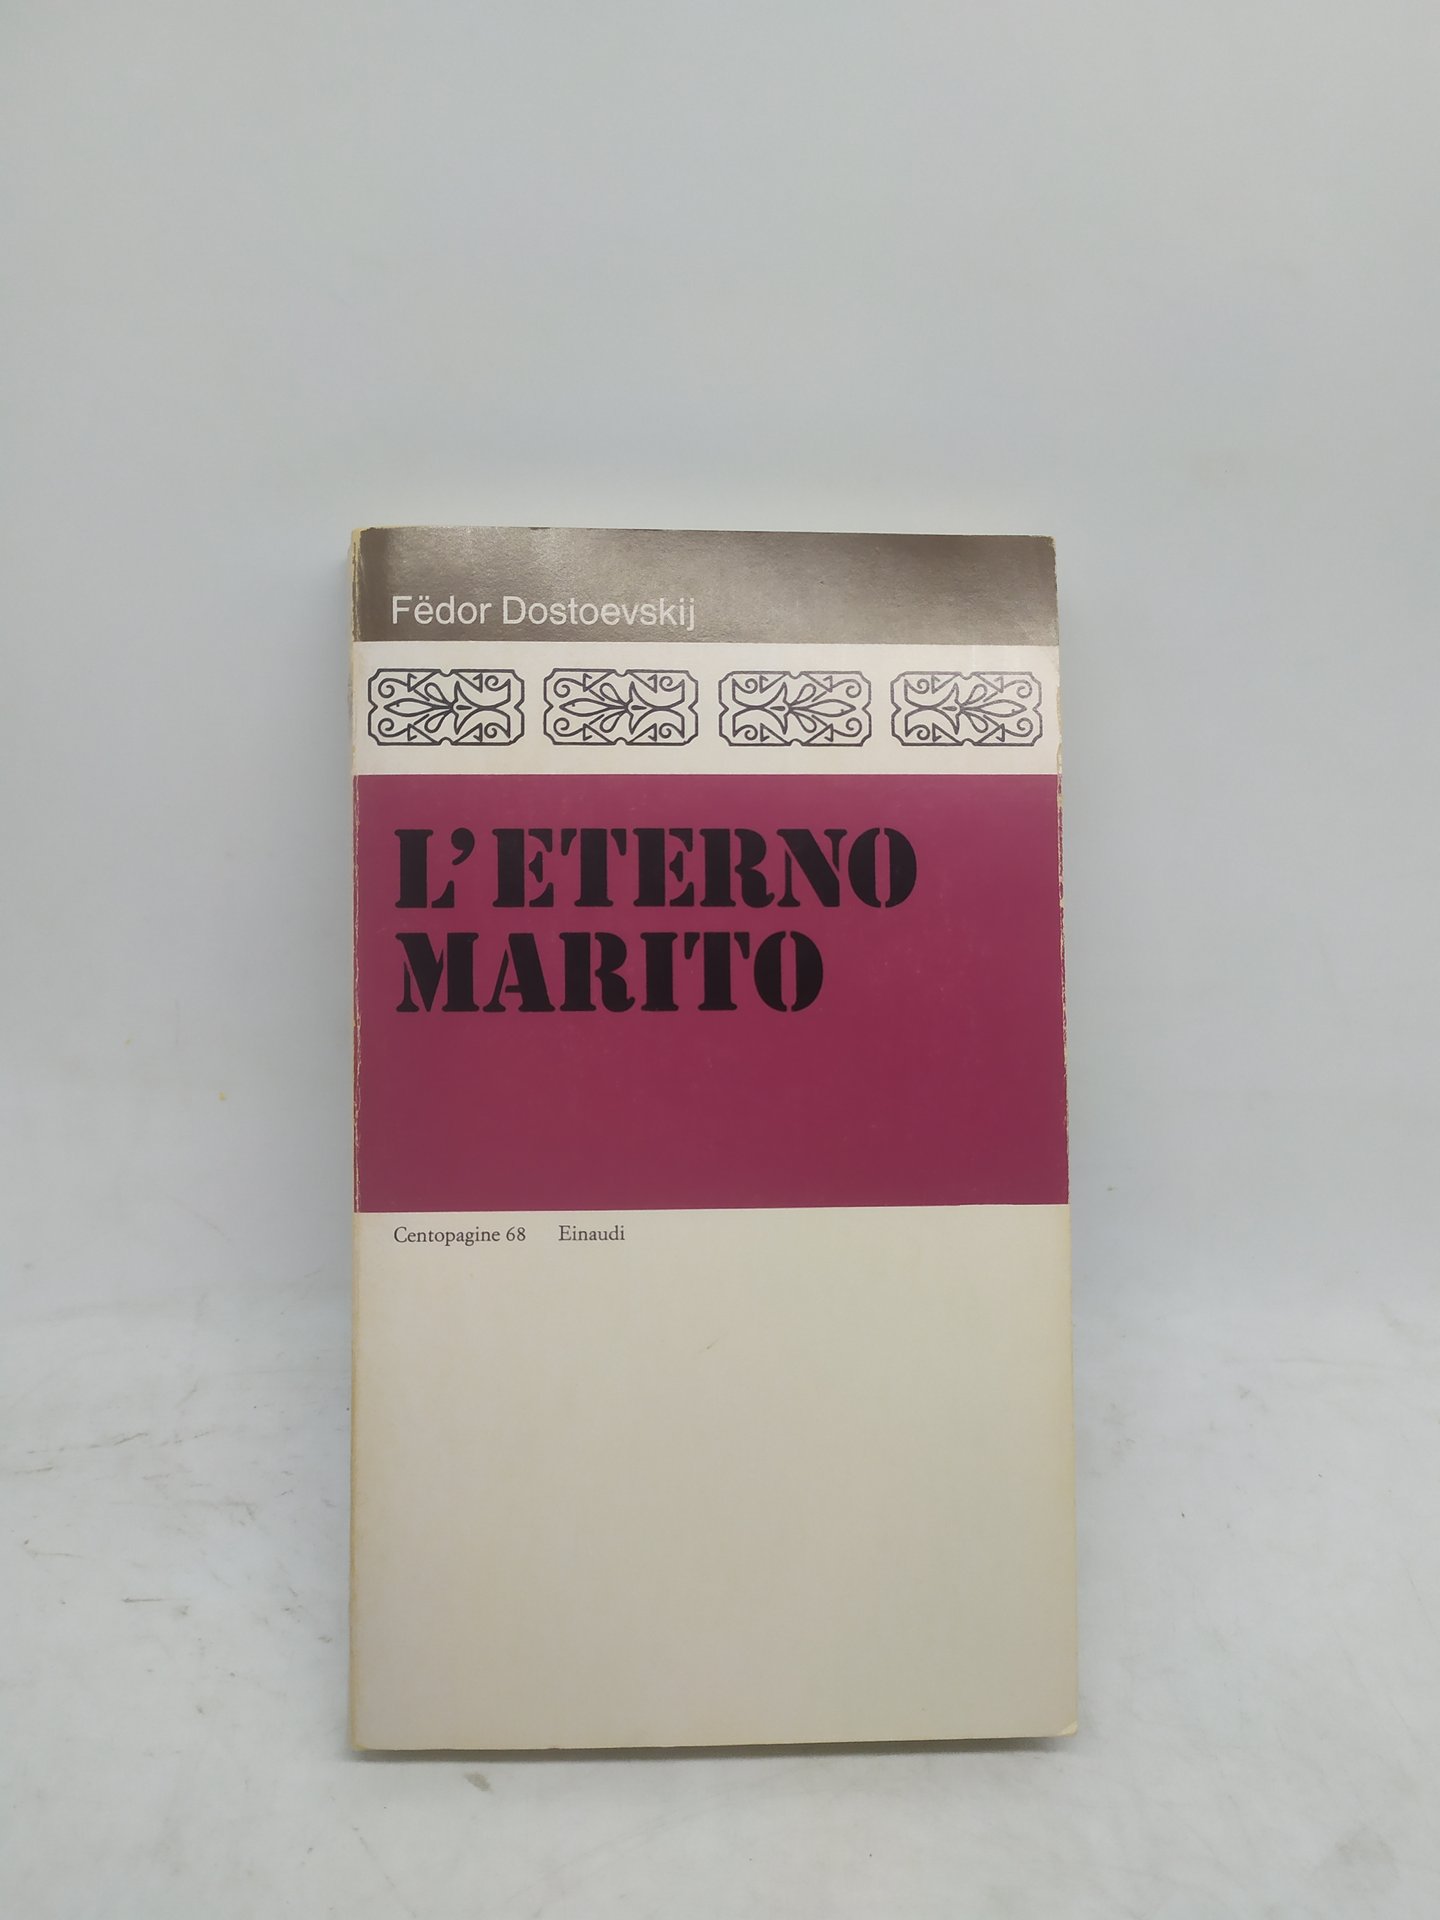 Fëdor Dostoevskij
L'ETERNO
MARITO
Centopagine 68 Einaudi